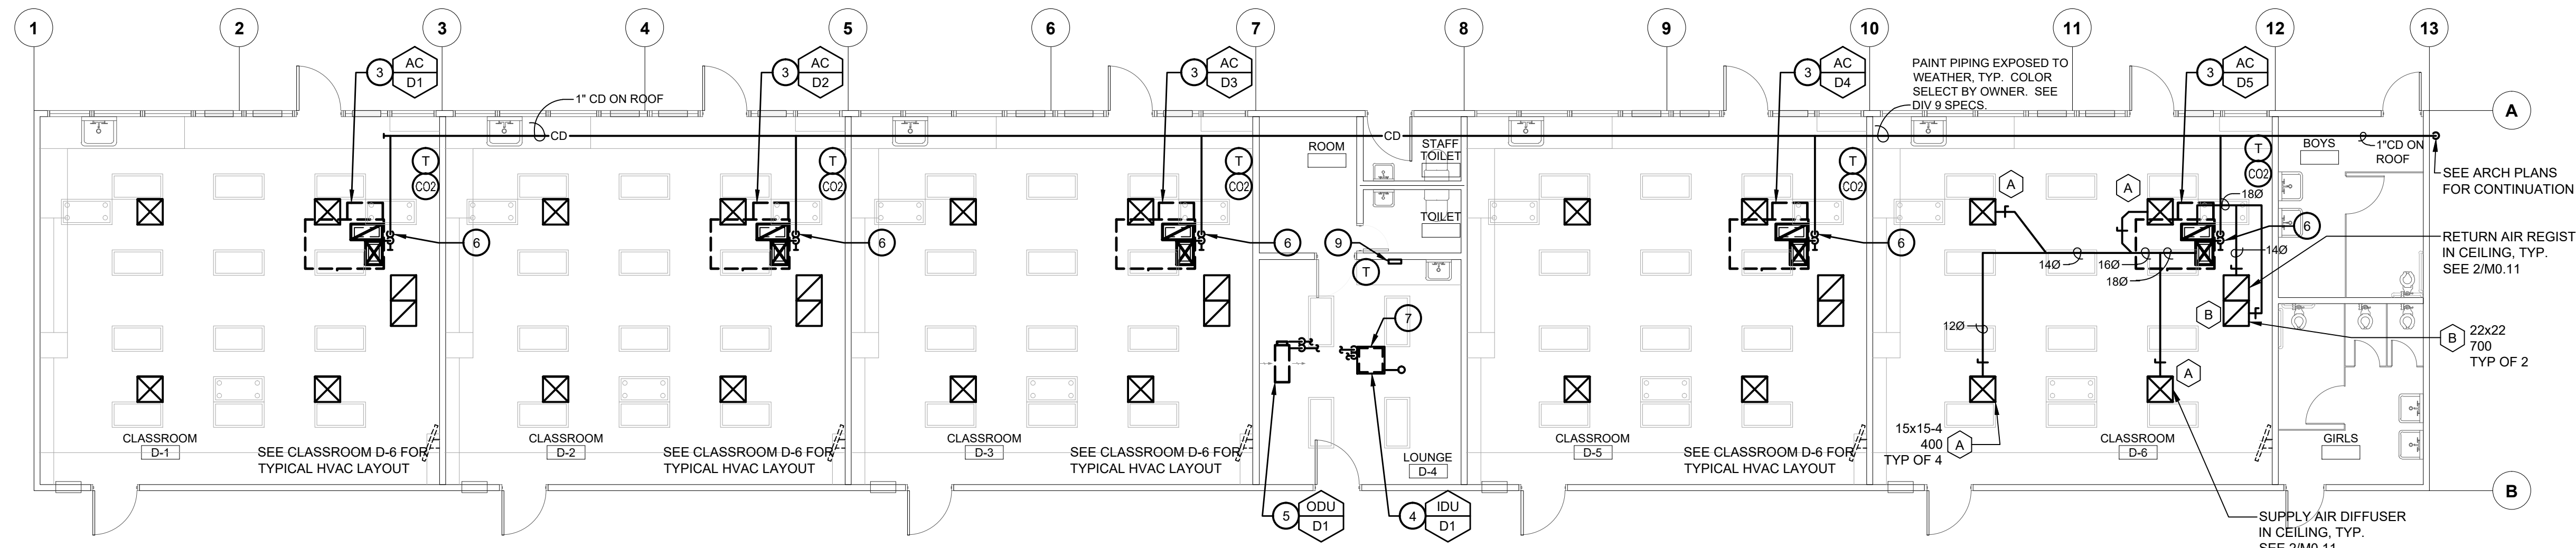 1
2
3
4
5
6
7
8
9
10
11
12
13
3
AC
D1
3
AC
D2
3
AC
D3
3
AC
D4
3
AC
D5
PAINT PIPING EXPOSED TO
WEATHER, TYP. COLOR
SELECT BY OWNER. SEE
DIV 9 SPECS.
A
1" CD ON ROOF
CD
CD
ROOM
STAFF
TOILET
BOYS
1"CD ON
ROOF
T
CO2
T
CO2
T
CO2
T
CO2
T
CO2
SEE ARCH PLANS
FOR CONTINUATION
A
A
18Ø
TOILET
6
6
6
9
T
6
6
RETURN AIR REGIST
IN CEILING, TYP.
SEE 2/M0.11
14Ø
16Ø
18Ø
14Ø
7
12Ø
B
B
22x22
700
TYP OF 2
A
15x15-4
400
TYP OF 4
A
CLASSROOM
D-1
SEE CLASSROOM D-6 FOR
TYPICAL HVAC LAYOUT
CLASSROOM
D-2
SEE CLASSROOM D-6 FOR
TYPICAL HVAC LAYOUT
CLASSROOM
D-3
SEE CLASSROOM D-6 FOR
TYPICAL HVAC LAYOUT
LOUNGE
D-4
CLASSROOM
D-5
SEE CLASSROOM D-6 FOR
TYPICAL HVAC LAYOUT
CLASSROOM
D-6
GIRLS
B
5
ODU
D1
4
IDU
D1
SUPPLY AIR DIFFUSER
IN CEILING, TYP.
SEE 2/M0.11